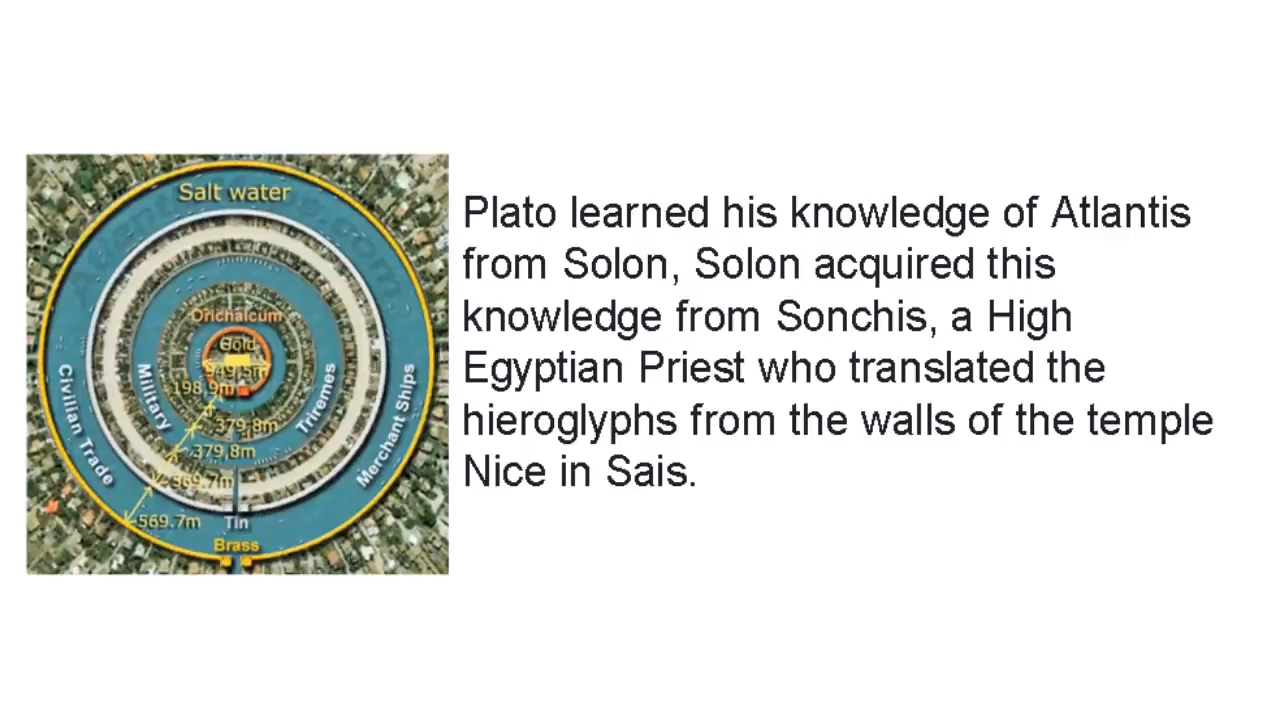 Salt water
Orichalcum
Gold
198,9m
379,8m
379,8m
569.7m
569.7m
Civilian Trade
Military
Triremes
Merchant Ships
Tin
Brass
Plato learned his knowledge of Atlantis
from Solon, Solon acquired this
knowledge from Sonchis, a High
Egyptian Priest who translated the
hieroglyphs from the walls of the temple
Nice in Sais.